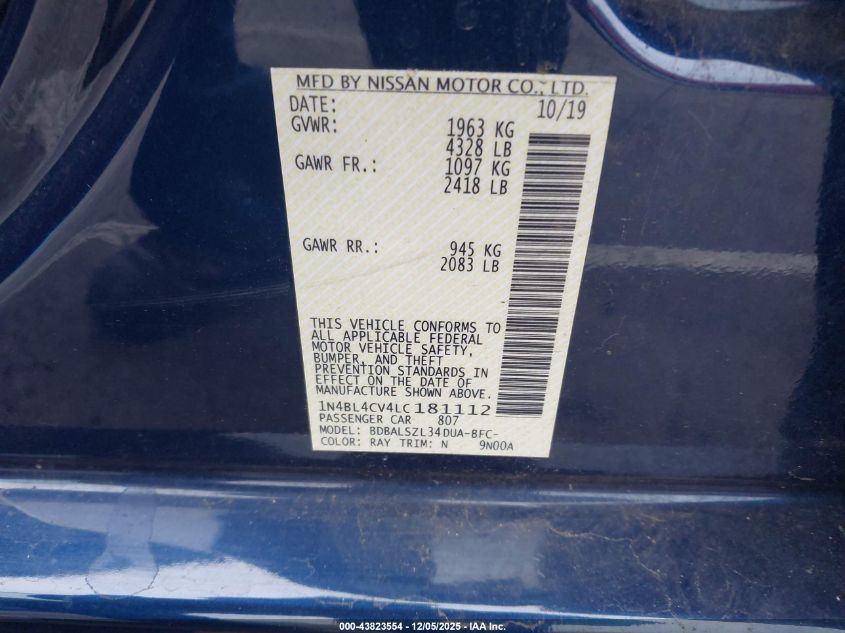 MFD BY NISSAN MOTOR CO., LTD.
DATE: 10/19
GVWR: 1963 KG
4328 LB
GAWR FR.: 1097 KG
2418 LB
GAWR RR.: 945 KG
2083 LB
THIS VEHICLE CONFORMS TO
ALL APPLICABLE FEDERAL
MOTOR VEHICLE SAFETY,
BUMPER, AND THEFT
PREVENTION STANDARDS IN
EFFECT ON THE DATE OF
MANUFACTURE SHOWN ABOVE.
1N4BL4CV4LC181112
PASSENGER CAR 807
MODEL: BDBALSZL34DUA-BFC-
COLOR: RAY TRIM: N 9N00A
000-43823554 - 12/05/2025 - IAA Inc.